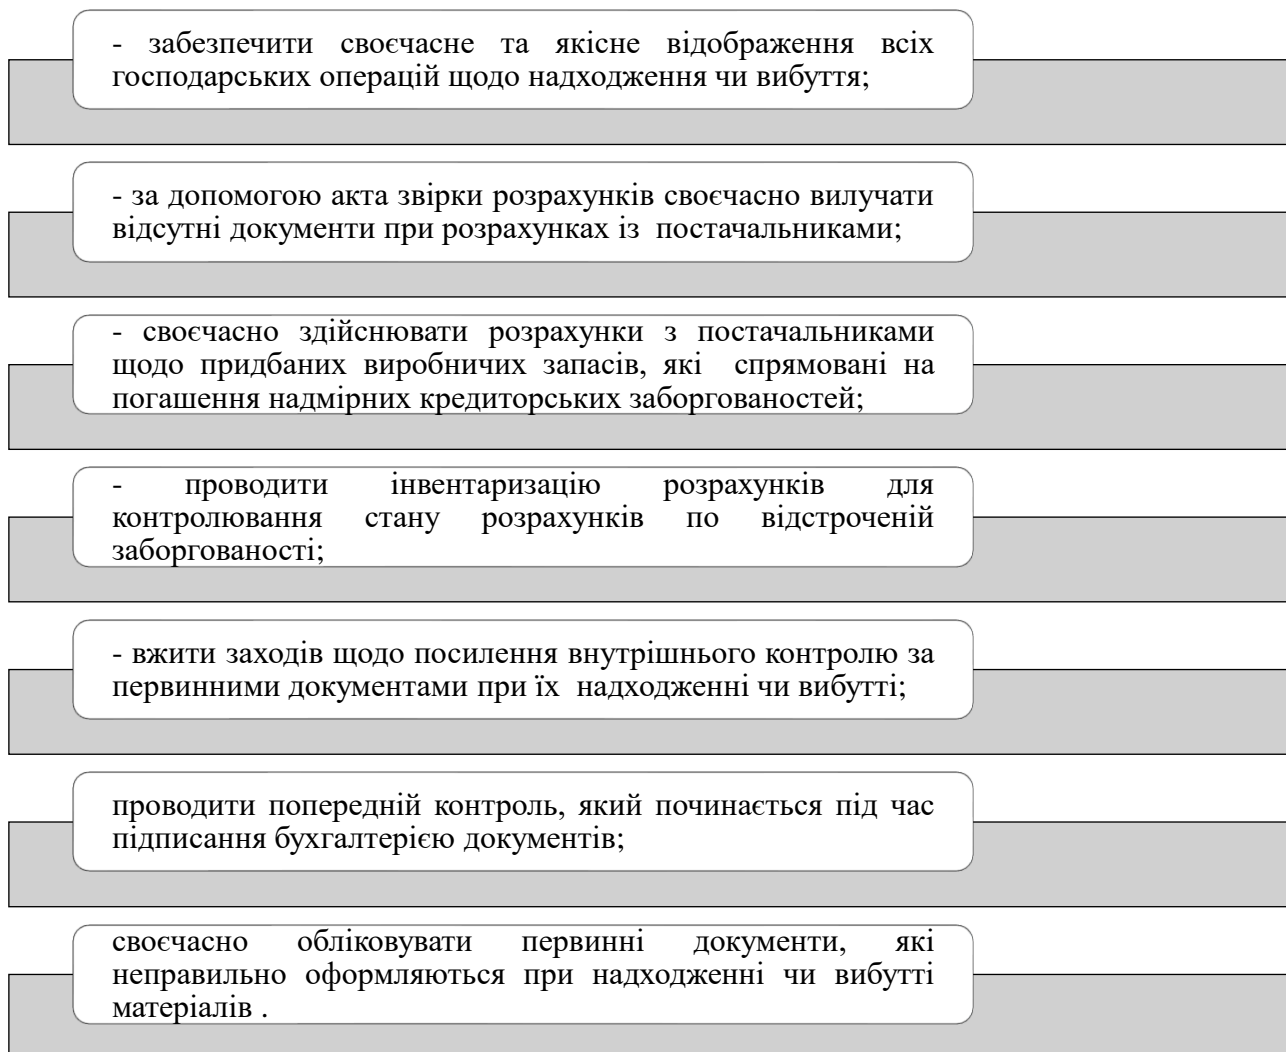 - забезпечити своєчасне та якісне відображення всіх
господарських операцій щодо надходження чи вибуття;
- за допомогою акта звірки розрахунків своєчасно вилучати
відсутні документи при розрахунках із постачальниками;
- своєчасно здійснювати розрахунки з постачальниками
щодо придбаних виробничих запасів, які спрямовані на
погашення надмірних кредиторських заборгованостей;
- проводити інвентаризацію розрахунків для
контролювання стану розрахунків по відстроченій
заборгованості;
- вжити заходів щодо посилення внутрішнього контролю за
первинними документами при їх надходженні чи вибутті;
проводити попередній контроль, який починається під час
підписання бухгалтерією документів;
своєчасно обліковувати первинні документи, які
неправильно оформляються при надходженні чи вибутті
матеріалів .